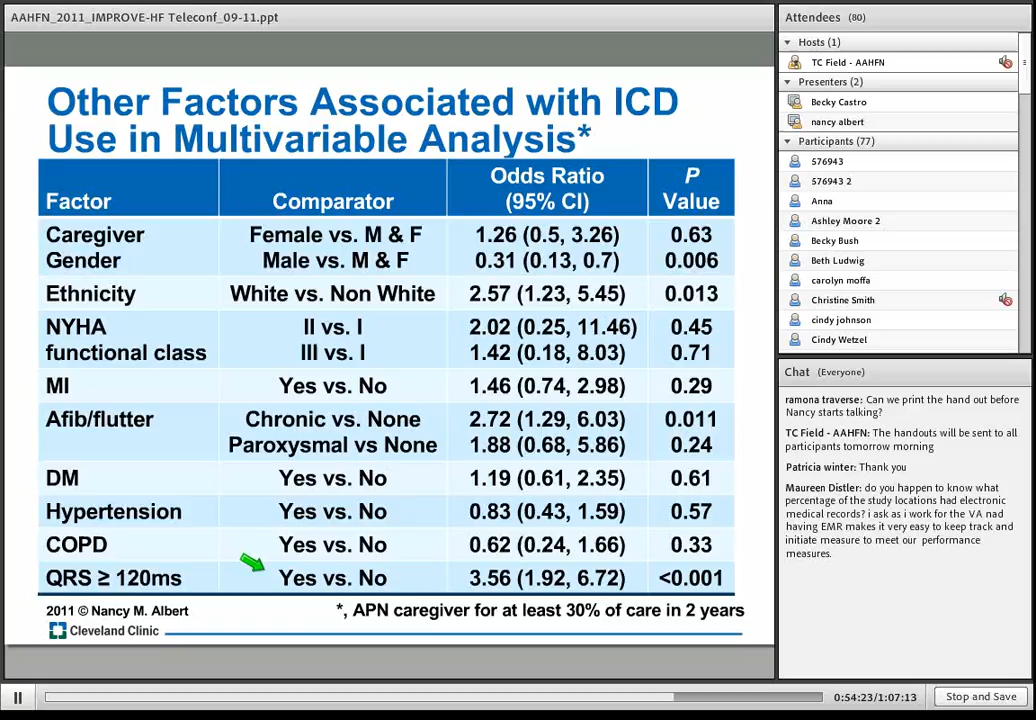 AAHFN_2011_IMPROVE-HF Teleconf_09-11.ppt
Other Factors Associated with ICD
Use in Multivariable Analysis*
Factor Comparator Odds Ratio (95% CI) P Value
Caregiver Female vs. M & F 1.26 (0.5, 3.26) 0.63
Gender Male vs. M & F 0.31 (0.13, 0.7) 0.006
Ethnicity White vs. Non White 2.57 (1.23, 5.45) 0.013
NYHA II vs. I 2.02 (0.25, 11.46) 0.45
functional class III vs. I 1.42 (0.18, 8.03) 0.71
MI Yes vs. No 1.46 (0.74, 2.98) 0.29
Afib/flutter Chronic vs. None 2.72 (1.29, 6.03) 0.011
Paroxysmal vs None 1.88 (0.68, 5.86) 0.24
DM Yes vs. No 1.19 (0.61, 2.35) 0.61
Hypertension Yes vs. No 0.83 (0.43, 1.59) 0.57
COPD Yes vs. No 0.62 (0.24, 1.66) 0.33
QRS ≥ 120ms Yes vs. No 3.56 (1.92, 6.72) <0.001
2011 © Nancy M. Albert *, APN caregiver for at least 30% of care in 2 years
Cleveland Clinic
Attendees (80)
Hosts (1)
TC Field - AAHFN
Presenters (2)
Becky Castro
nancy albert
Participants (77)
576943
576943 2
Anna
Ashley Moore 2
Becky Bush
Beth Ludwig
carolyn moffa
Christine Smith
cindy johnson
Cindy Wetzel
Chat (Everyone)
ramona traverse: Can we print the hand out before
Nancy starts talking?
TC Field - AAHFN: The handouts will be sent to all
participants tomorrow morning
Patricia winter: Thank you
Maureen Distler: do you happen to know what
percentage of the study locations had electronic
medical records? i ask as i work for the VA nad
having EMR makes it very easy to keep track and
initiate measure to meet our performance
measures.
0:54:23/1:07:13
Stop and Save